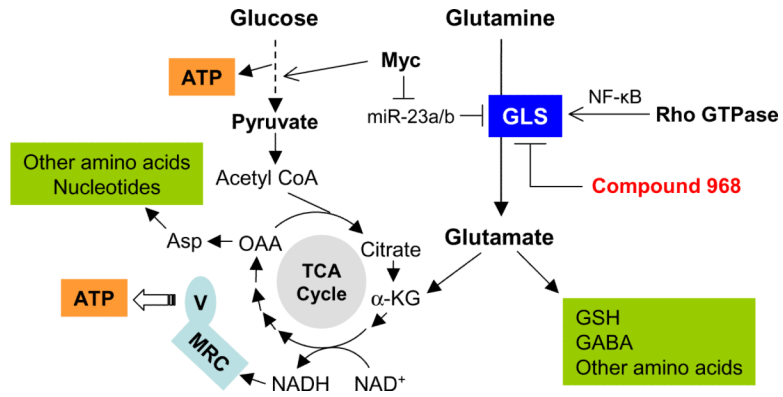 Glucose
Glutamine
ATP
Myc
NF-κB
miR-23a/b
GLS
Rho GTPase
Pyruvate
Other amino acids
Nucleotides
Acetyl CoA
Compound 968
Asp
OAA
Citrate
Glutamate
TCA
Cycle
ATP
V
α-KG
MRC
GSH
GABA
Other amino acids
NADH
NAD⁺